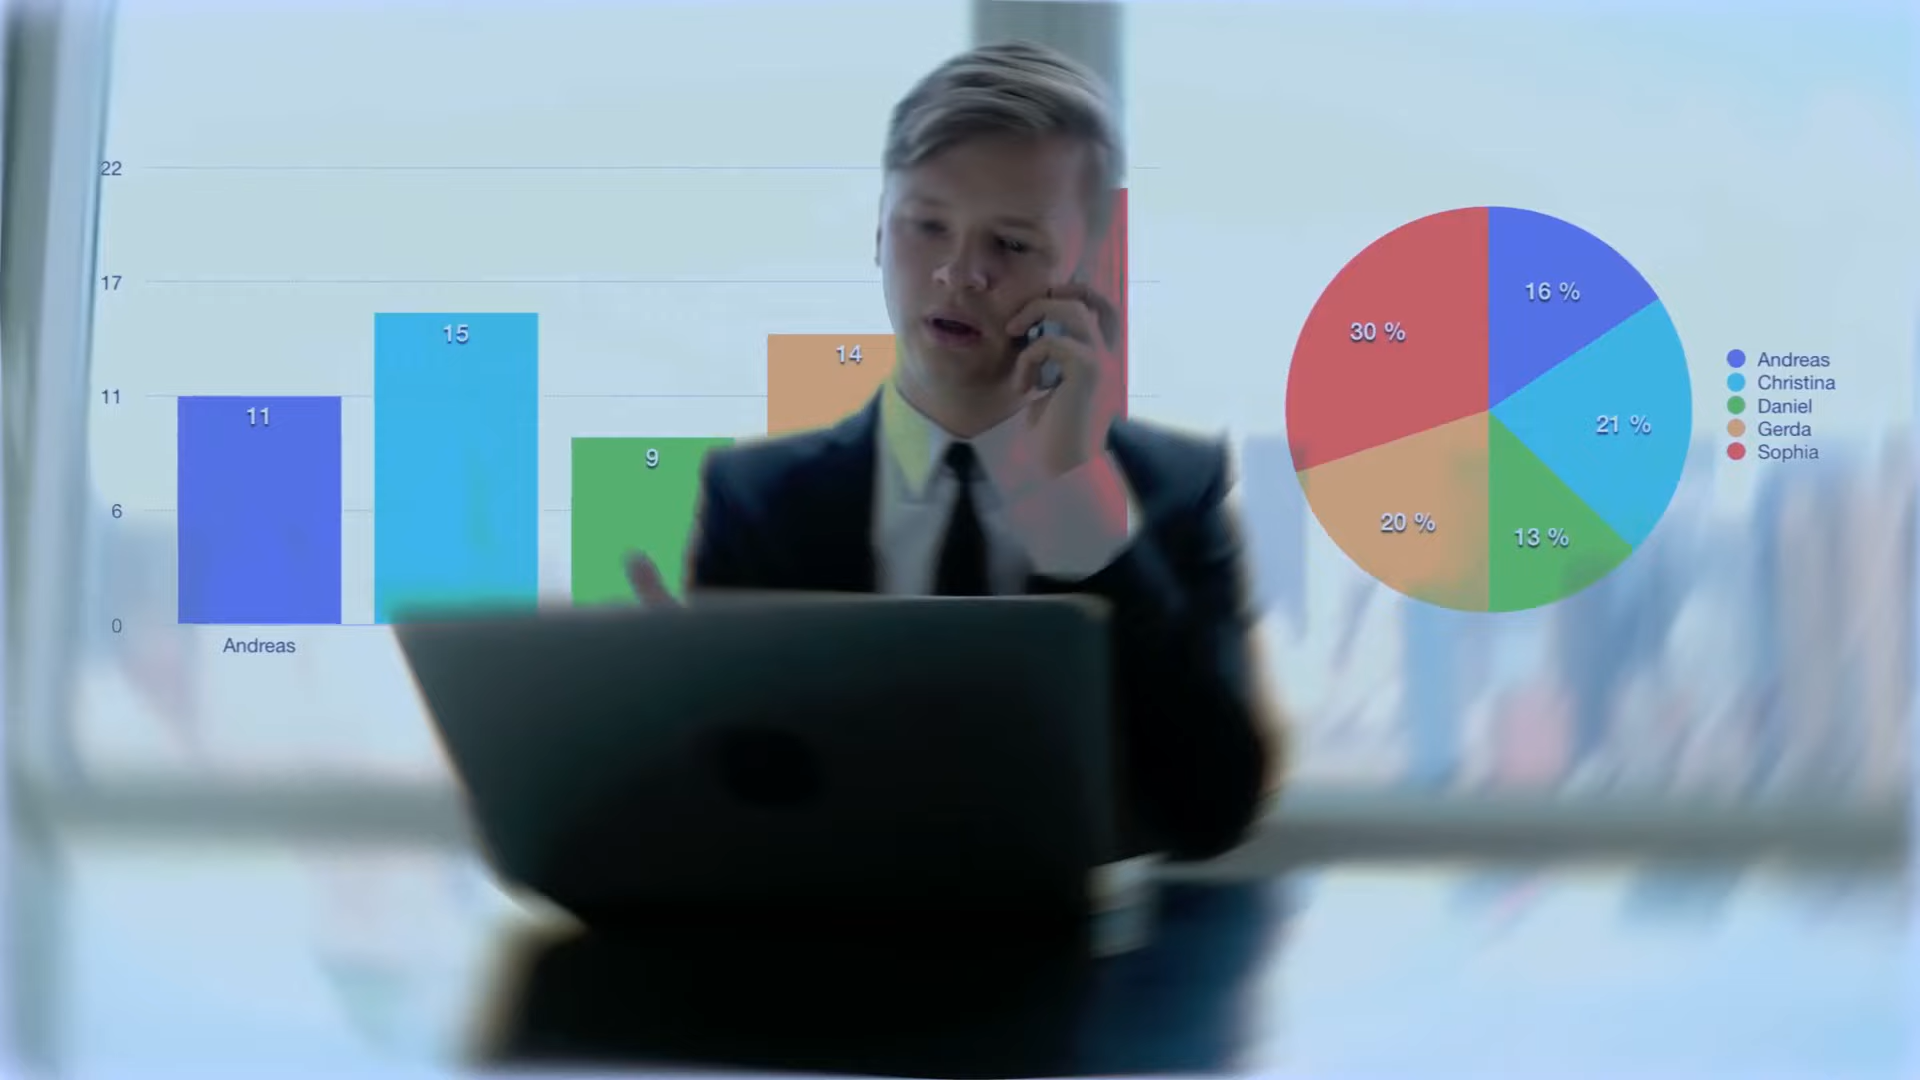 22
17
11
6
0
11
15
9
14
Andreas
16 %
21 %
13 %
20 %
30 %
Andreas
Christina
Daniel
Gerda
Sophia